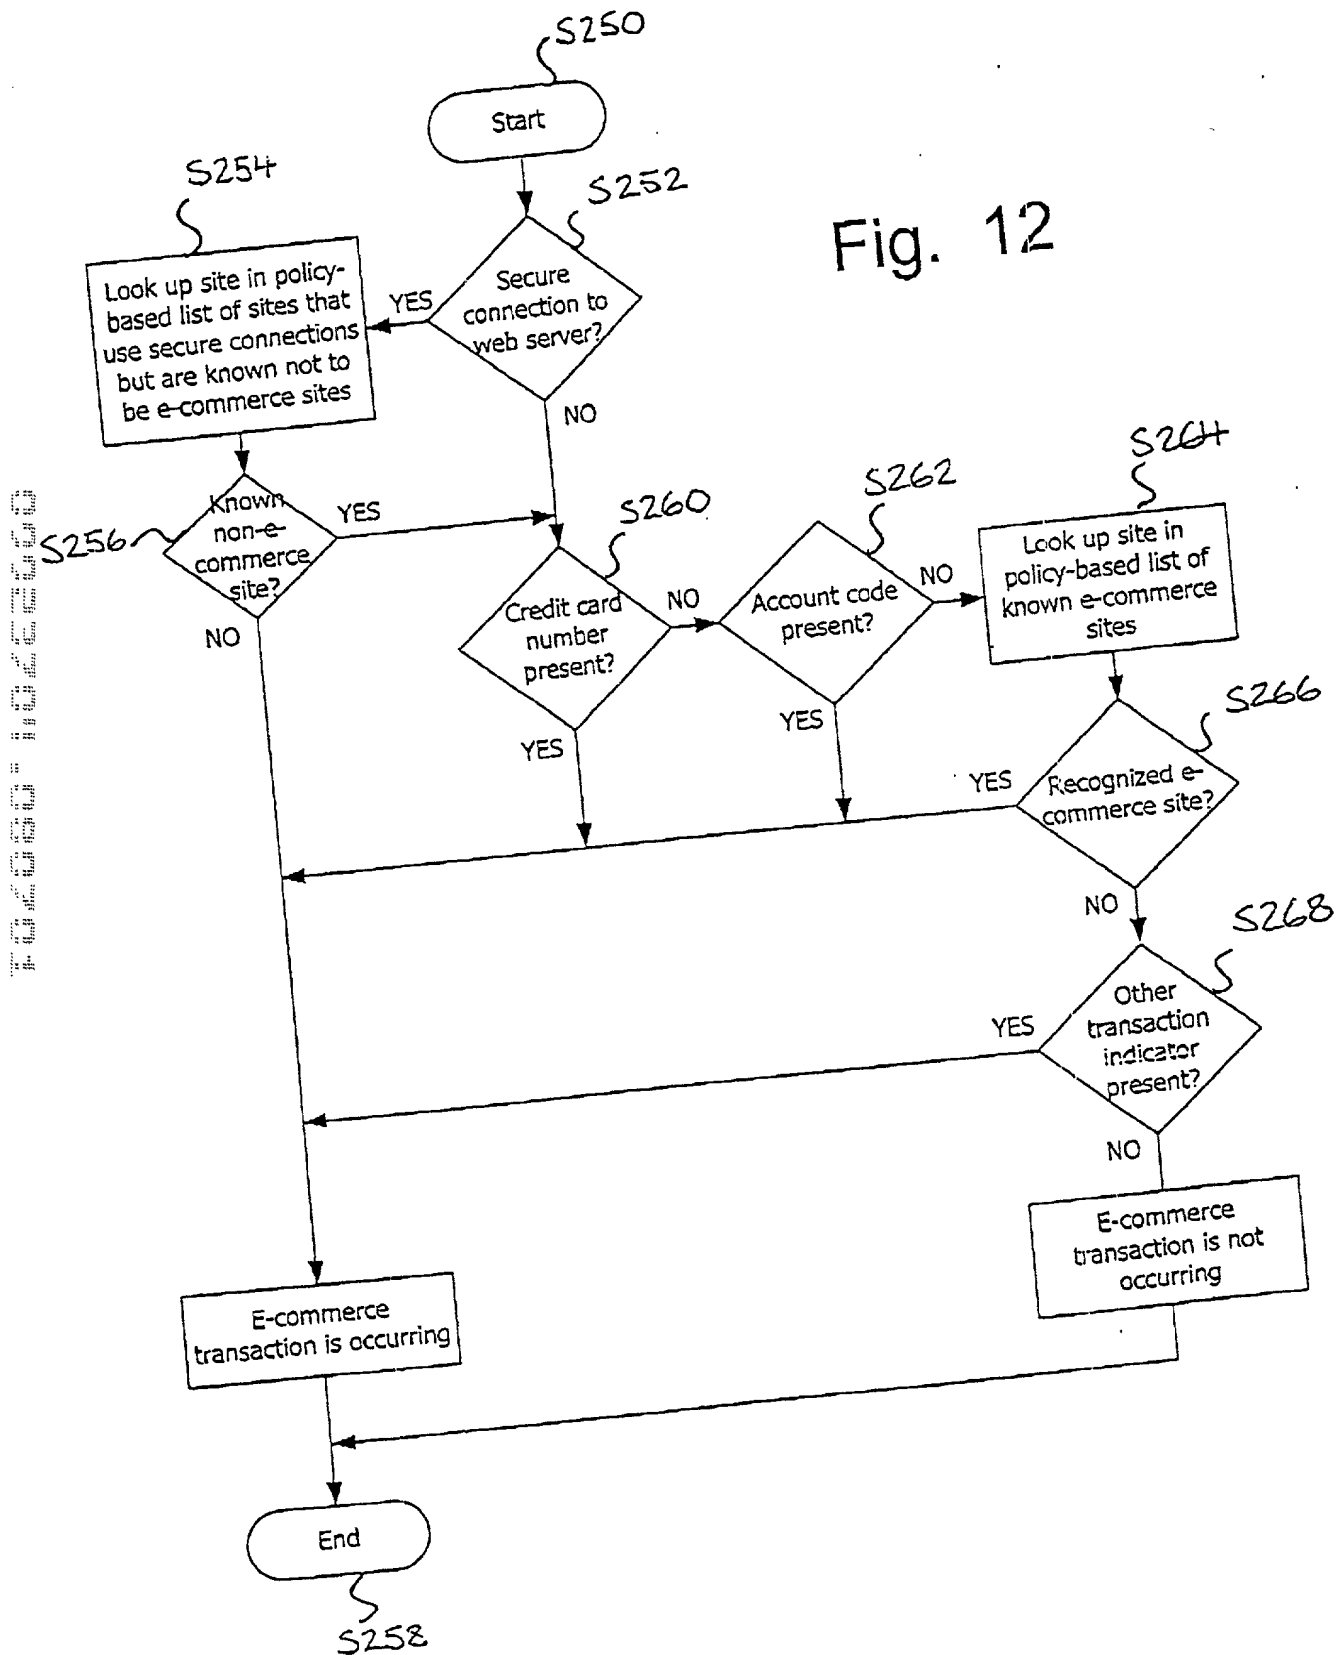 S250
Start
S254
S252
Fig. 12
Look up site in policy-
based list of sites that
use secure connections
but are known not to
be e-commerce sites
YES
Secure
connection to
web server?
NO
S264
S262
S260
S256
Known
non-e-
commerce
site?
YES
NO
Credit card
number
present?
NO
YES
Account code
present?
NO
YES
Look up site in
policy-based list of
known e-commerce
sites
S266
YES
Recognized e-
commerce site?
NO
S268
YES
Other
transaction
indicator
present?
NO
E-commerce
transaction is not
occurring
E-commerce
transaction is occurring
End
S258